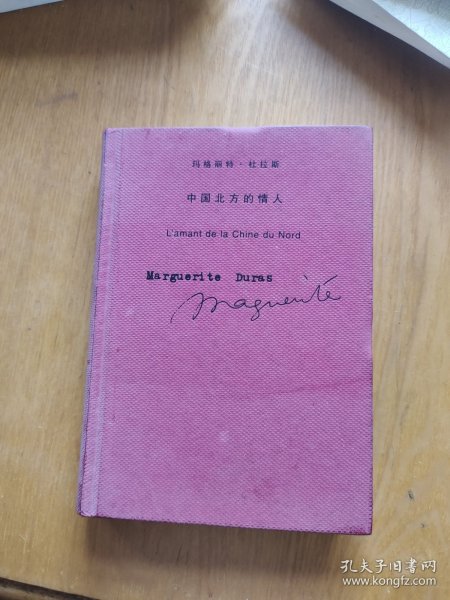 玛格丽特·杜拉斯
中国北方的情人
L'amant de la Chine du Nord
Marguerite Duras
Maguerite
孔夫子旧书网
www.kongfz.com